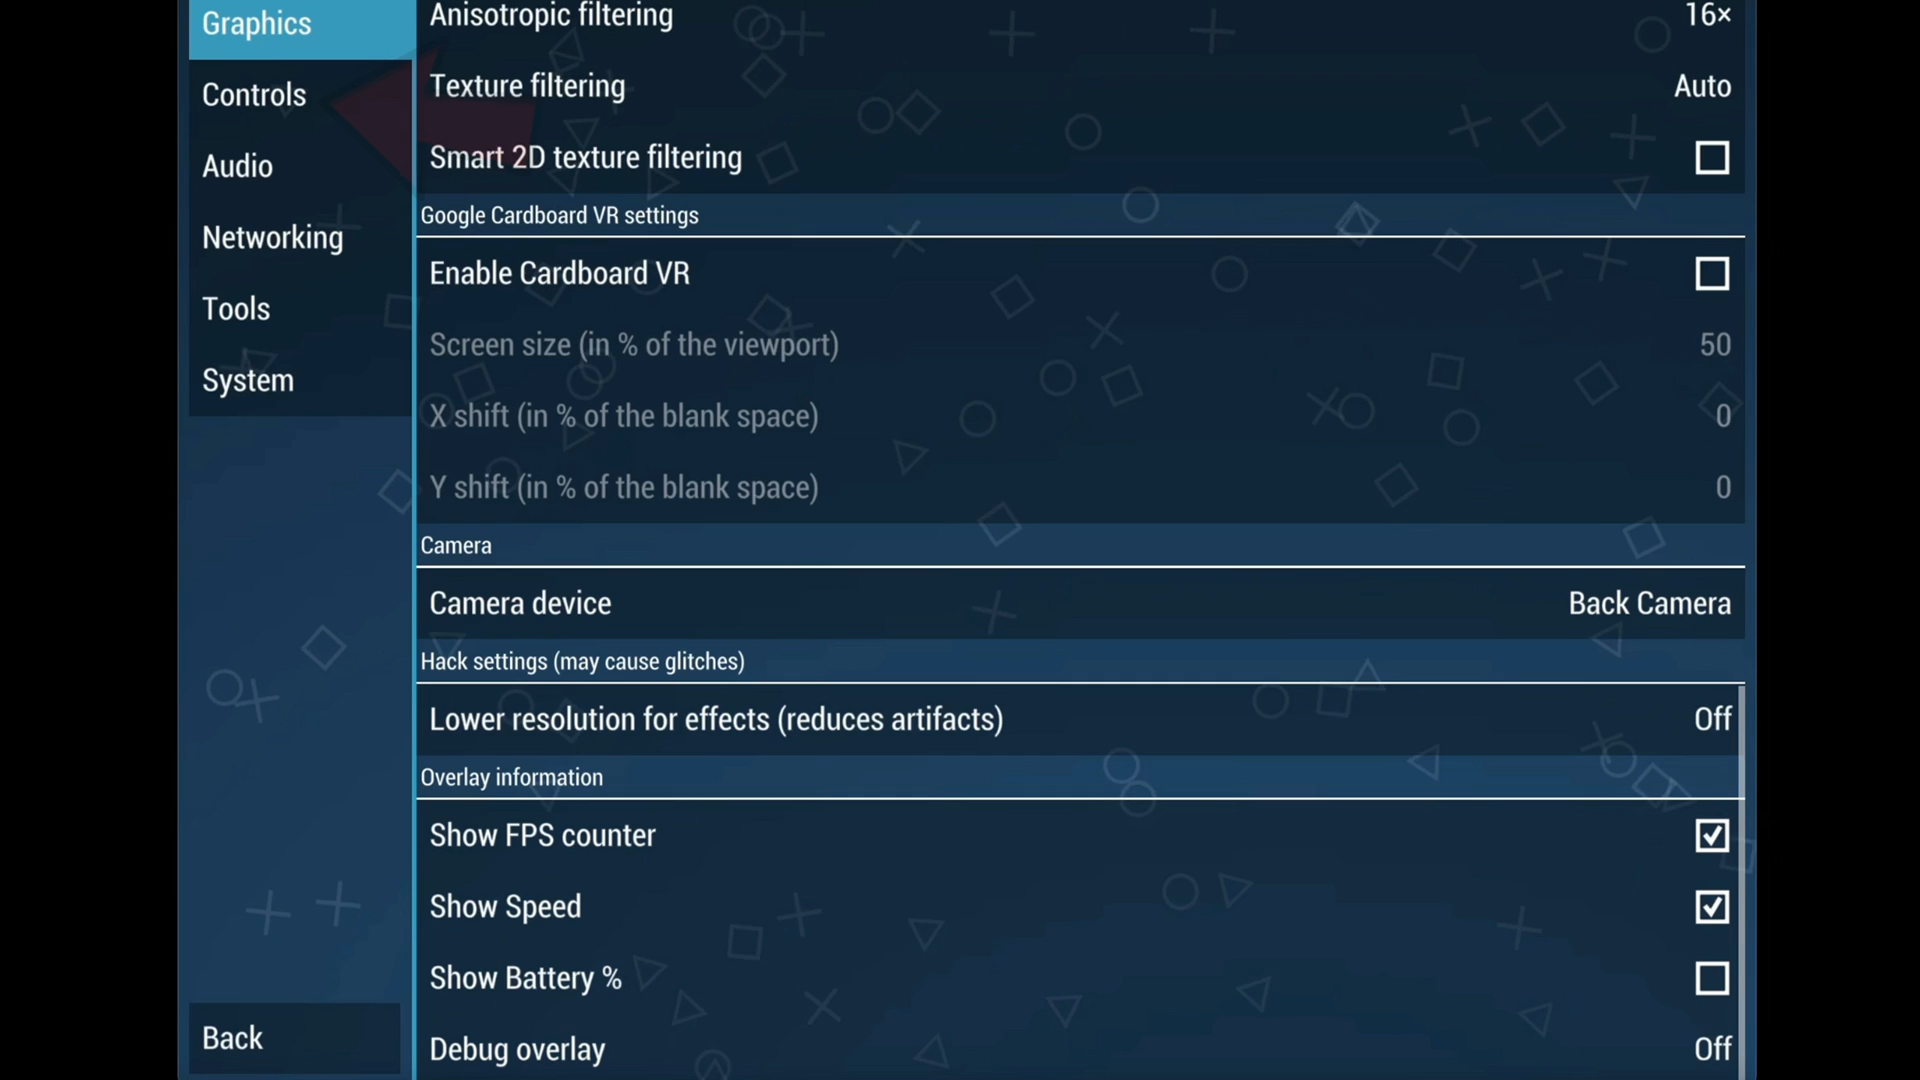 Graphics
Controls
Audio
Networking
Tools
System
Back
Anisotropic filtering 16×
Texture filtering Auto
Smart 2D texture filtering
Google Cardboard VR settings
Enable Cardboard VR
Screen size (in % of the viewport) 50
X shift (in % of the blank space) 0
Y shift (in % of the blank space) 0
Camera
Camera device Back Camera
Hack settings (may cause glitches)
Lower resolution for effects (reduces artifacts) Off
Overlay information
Show FPS counter
Show Speed
Show Battery %
Debug overlay Off